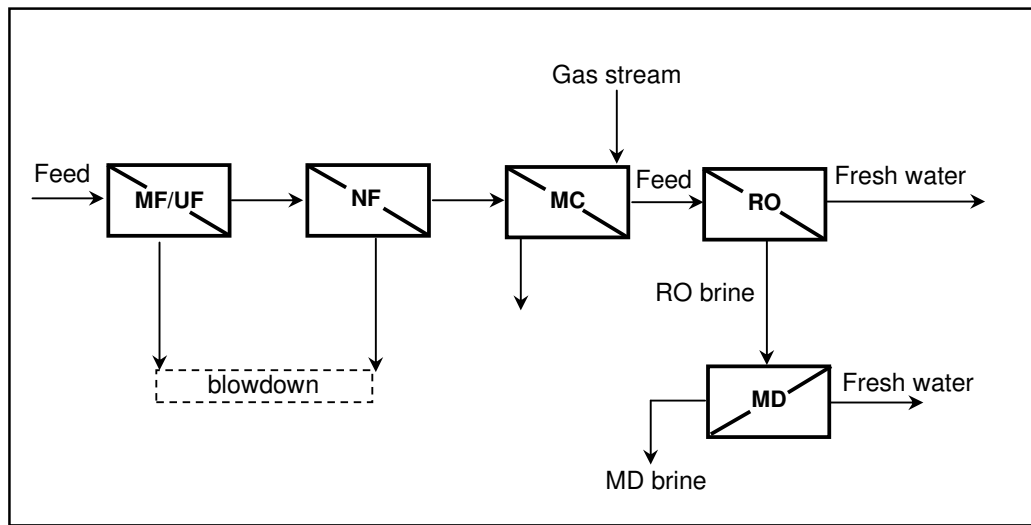 Gas stream
Feed
MF/UF
NF
MC
Feed
RO
Fresh water
RO brine
blowdown
MD
Fresh water
MD brine